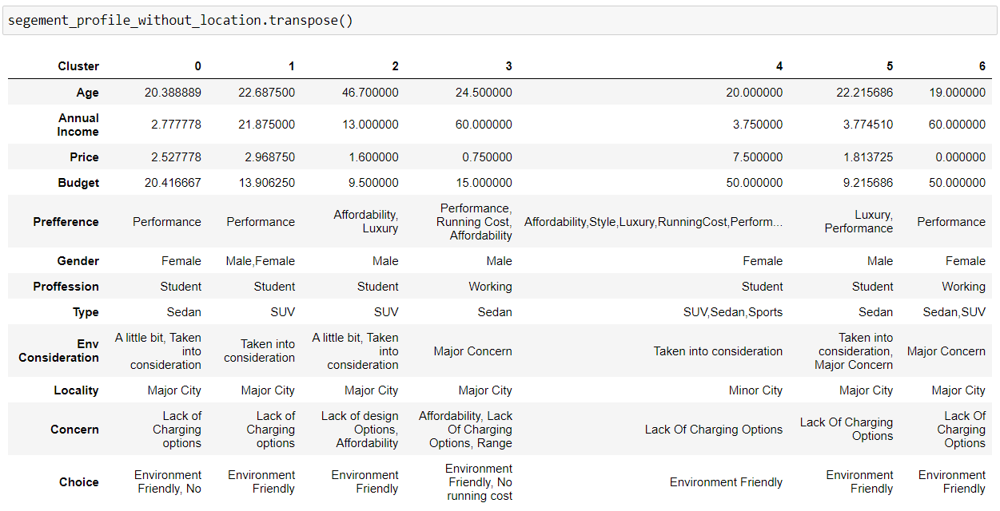 segement_profile_without_location.transpose()
Cluster 0 1 2 3 4 5 6
Age 20.388889 22.687500 46.700000 24.500000 20.000000 22.215686 19.000000
Annual
Income 2.777778 21.875000 13.000000 60.000000 3.750000 3.774510 60.000000
Price 2.527778 2.968750 1.600000 0.750000 7.500000 1.813725 0.000000
Budget 20.416667 13.906250 9.500000 15.000000 50.000000 9.215686 50.000000
Prefference Performance Performance Affordability,
Luxury Performance,
Running Cost,
Affordability Affordability,Style,Luxury,RunningCost,Perform... Luxury,
Performance Performance
Gender Female Male,Female Male Male Female Male Female
Proffession Student Student Student Working Student Student Working
Type Sedan SUV SUV Sedan SUV,Sedan,Sports Sedan Sedan,SUV
Env
Consideration A little bit, Taken
into
consideration Taken into
consideration A little bit, Taken
into
consideration Major Concern Taken into consideration Taken into
consideration,
Major Concern Major Concern
Locality Major City Major City Major City Major City Minor City Major City Major City
Concern Lack of
Charging
options Lack of
Charging
options Lack of design
Options,
Affordability Affordability, Lack
Of Charging
Options, Range Lack Of Charging Options Lack Of Charging
Options Lack Of
Charging
Options
Choice Environment
Friendly, No Environment
Friendly Environment
Friendly Environment
Friendly, No
running cost Environment Friendly Environment
Friendly Environment
Friendly